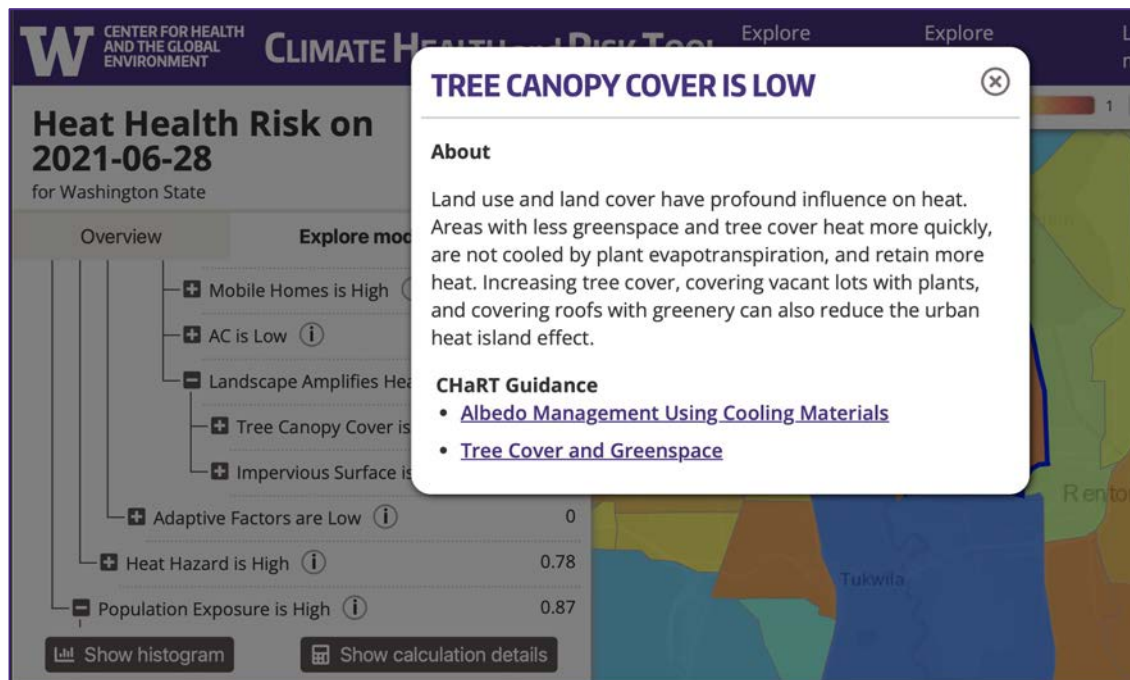 W
CENTER FOR HEALTH
AND THE GLOBAL
ENVIRONMENT
CLIMATE HEALTH and RISK TOOL
Explore
Explore
TREE CANOPY COVER IS LOW
1
Heat Health Risk on
2021-06-28
for Washington State
About
Land use and land cover have profound influence on heat.
Areas with less greenspace and tree cover heat more quickly,
are not cooled by plant evapotranspiration, and retain more
heat. Increasing tree cover, covering vacant lots with plants,
and covering roofs with greenery can also reduce the urban
heat island effect.
CHaRT Guidance
• Albedo Management Using Cooling Materials
• Tree Cover and Greenspace
Overview
Explore mod
Mobile Homes is High
AC is Low i
Landscape Amplifies Hea
Tree Canopy Cover is
Impervious Surface is
Adaptive Factors are Low i 0
Heat Hazard is High i 0.78
Population Exposure is High i 0.87
Show histogram
Show calculation details
Rento
Tukwila